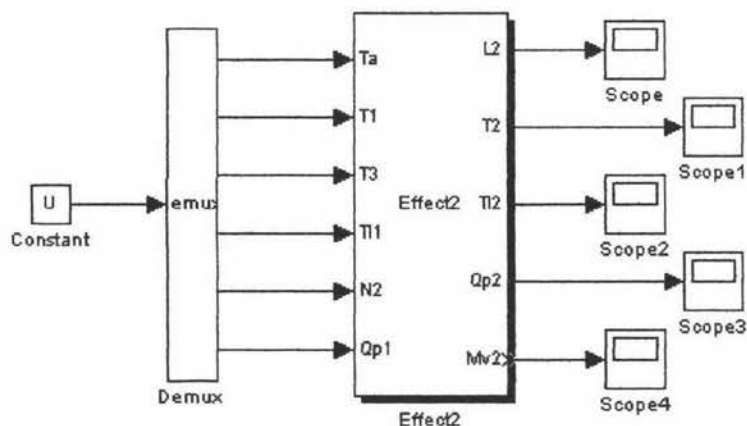 Ta
L2
Scope
T1
T2
Scope1
T3
U
emux
Effect2
Tl2
Scope2
Constant
Tl1
N2
Qp2
Scope3
Qp1
Mv2
Scope4
Demux
Effect2